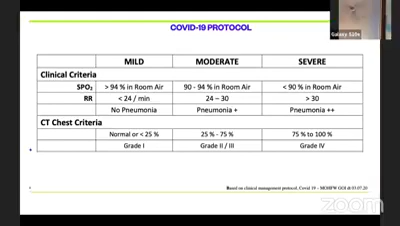 Galaxy S20+
COVID-19 PROTOCOL
MILD MODERATE SEVERE
Clinical Criteria
SPO₂ > 94 % in Room Air 90 - 94 % in Room Air < 90 % in Room Air
RR < 24 / min 24 – 30 > 30
No Pneumonia Pneumonia + Pneumonia ++
CT Chest Criteria
Normal or < 25 % 25% - 75% 75 % to 100 %
Grade I Grade II / III Grade IV
Based on clinical management protocol, Covid 19 – MOHFW GOI dt 03.07.20
zoom